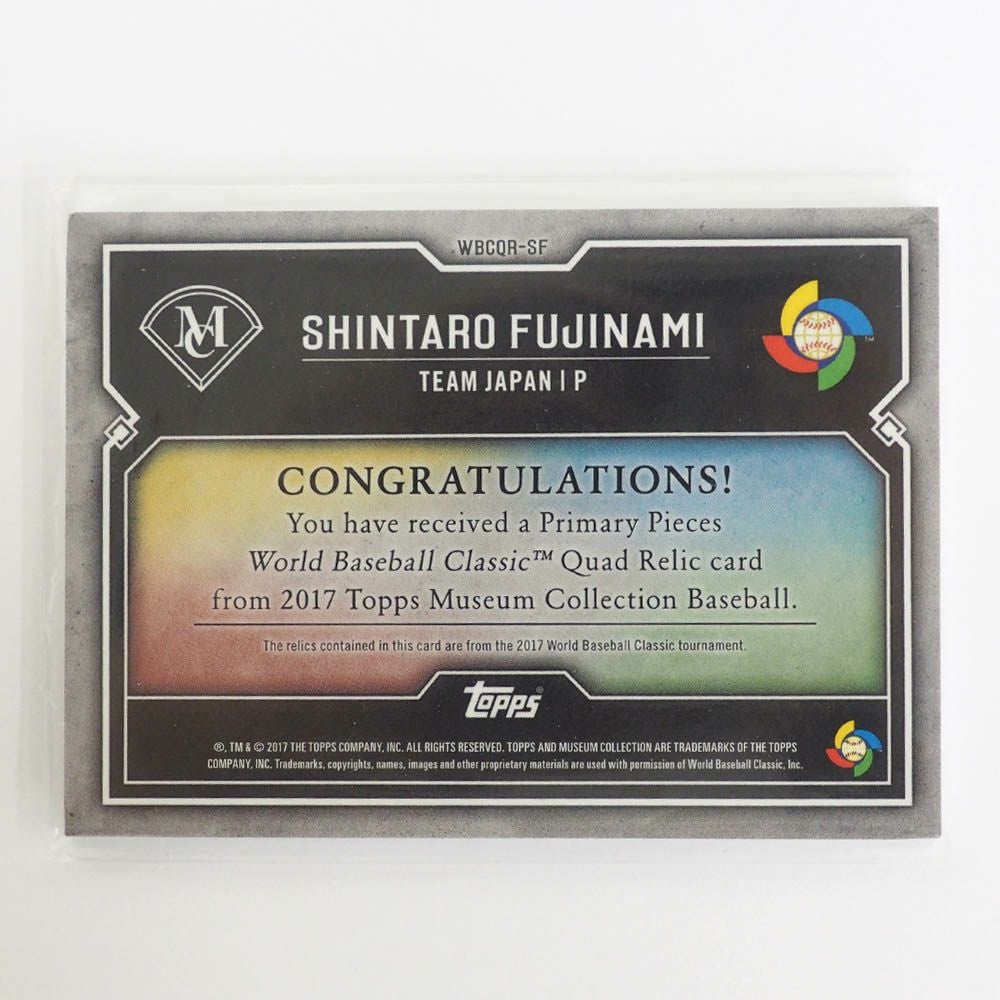 WBCQR-SF
MC
SHINTARO FUJINAMI
TEAM JAPAN | P
TM
CONGRATULATIONS!
You have received a Primary Pieces
World Baseball Classic™ Quad Relic card
from 2017 Topps Museum Collection Baseball.
The relics contained in this card are from the 2017 World Baseball Classic tournament.
topps®
®, TM & © 2017 THE TOPPS COMPANY, INC. ALL RIGHTS RESERVED. TOPPS AND MUSEUM COLLECTION ARE TRADEMARKS OF THE TOPPS
COMPANY, INC. Trademarks, copyrights, names, images and other proprietary materials are used with permission of World Baseball Classic, Inc.